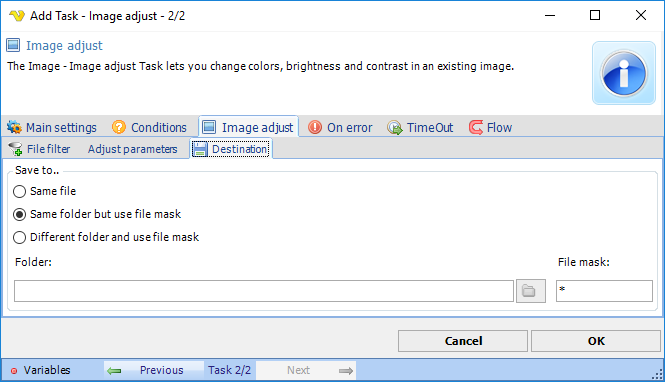 Add Task - Image adjust - 2/2
Image adjust
The Image - Image adjust Task lets you change colors, brightness and contrast in an existing image.
Main settings Conditions Image adjust On error TimeOut Flow
File filter Adjust parameters Destination
Save to..
Same file
Same folder but use file mask
Different folder and use file mask
Folder: File mask:
*
Cancel OK
Variables Previous Task 2/2 Next